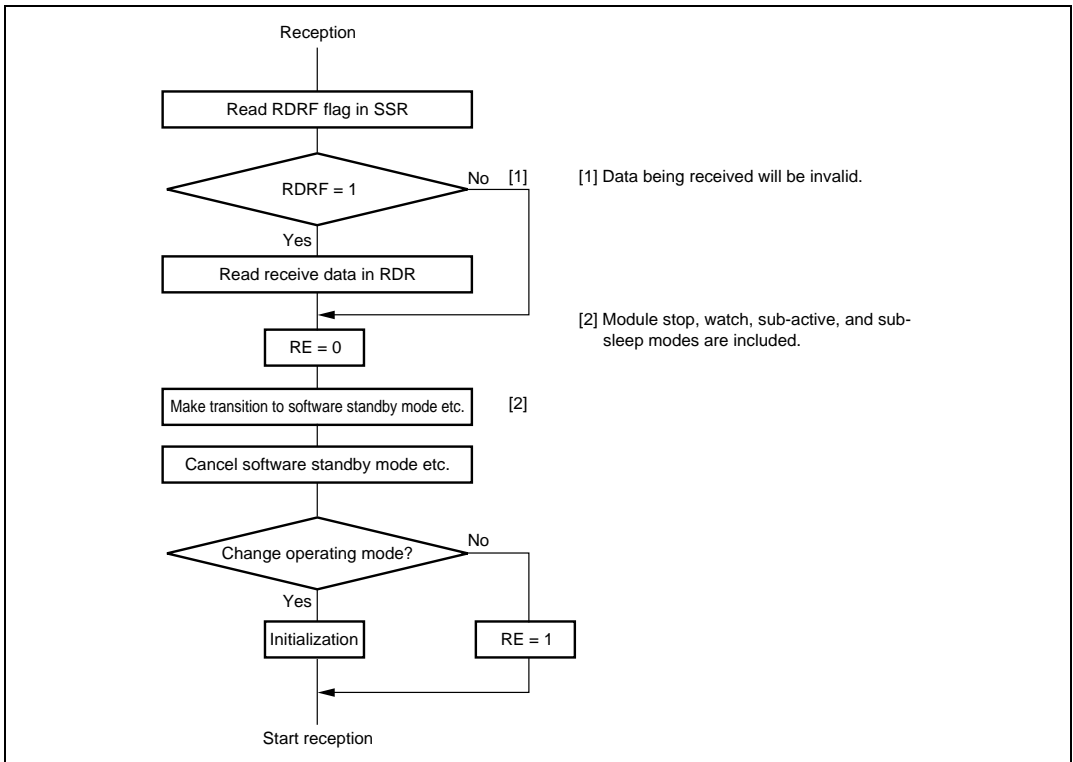 Reception
Read RDRF flag in SSR
RDRF = 1
No [1]
[1] Data being received will be invalid.
Yes
Read receive data in RDR
[2] Module stop, watch, sub-active, and sub-
sleep modes are included.
RE = 0
Make transition to software standby mode etc.
[2]
Cancel software standby mode etc.
Change operating mode?
No
Yes
Initialization
RE = 1
Start reception